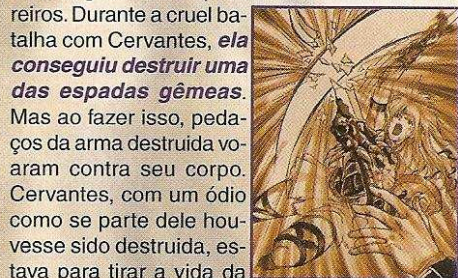 reiros. Durante a cruel ba-
talha com Cervantes, ela
conseguiu destruir uma
das espadas gêmeas.
Mas ao fazer isso, peda-
ços da arma destruida vo-
aram contra seu corpo.
Cervantes, com um ódio
como se parte dele hou-
vesse sido destruida, es-
tava para tirar a vida da